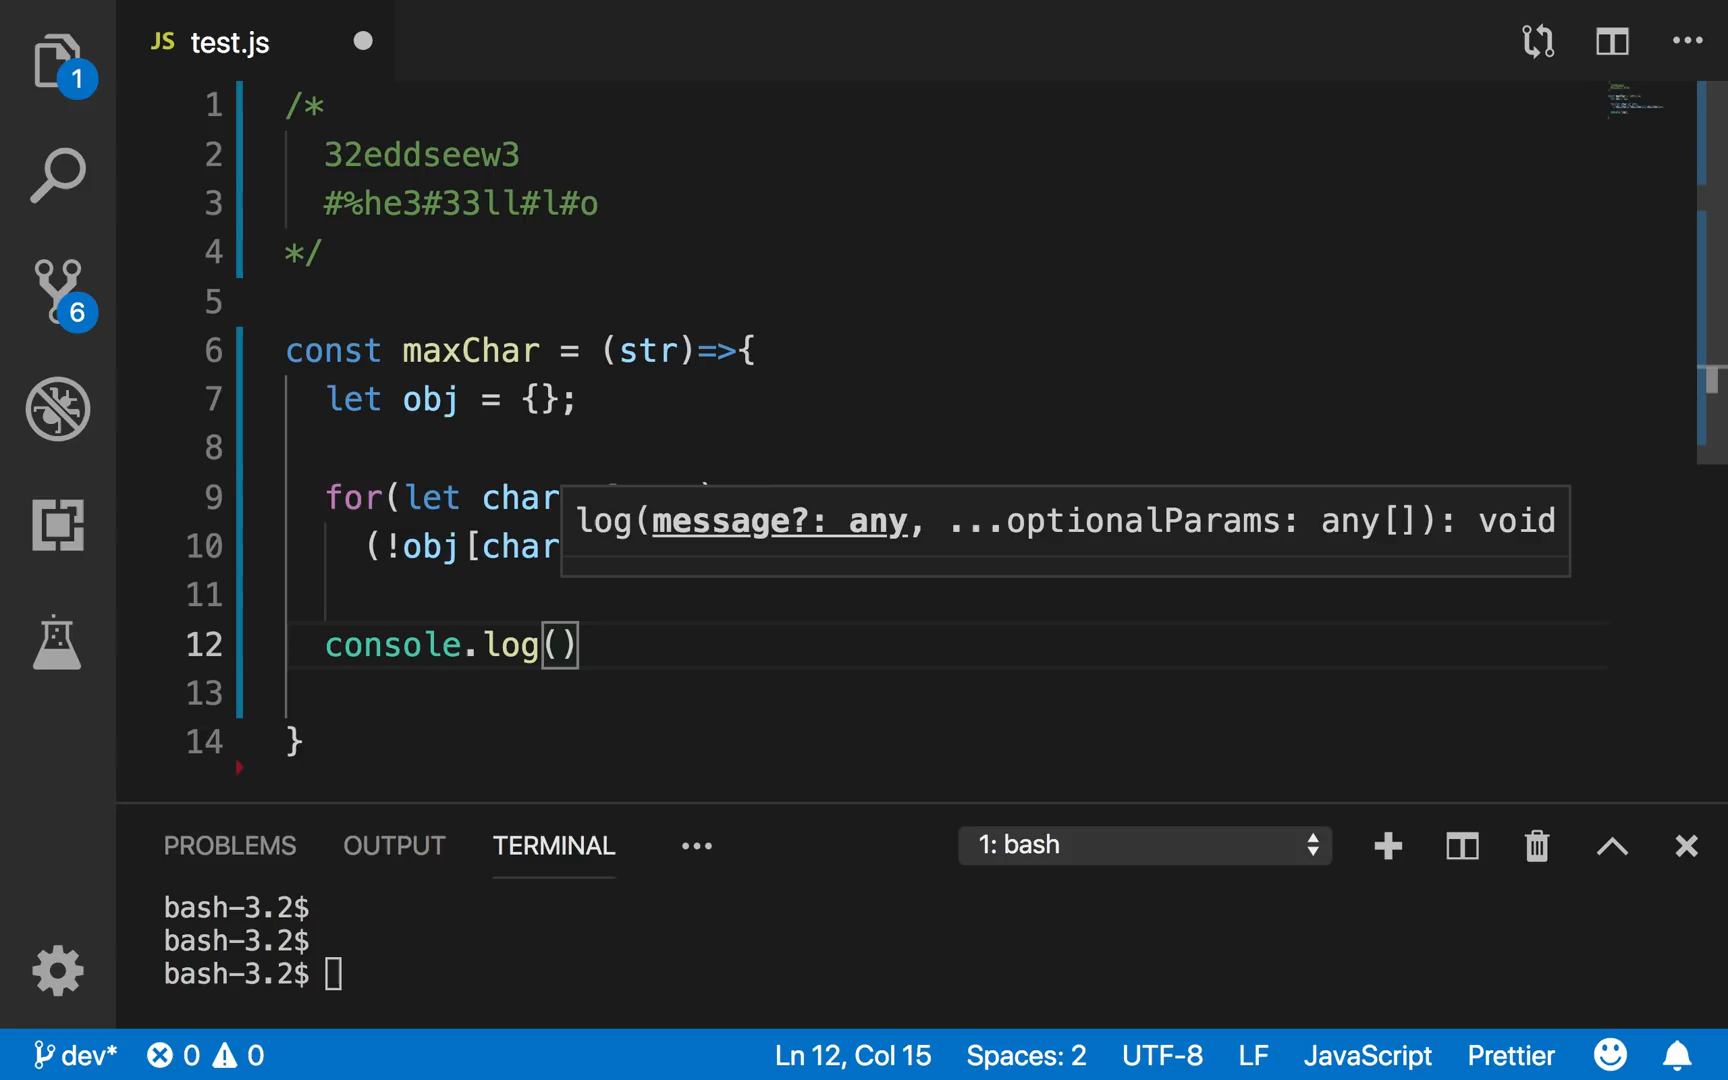 JS test.js
1
1 /*
2 32eddseew3
3 #%he3#33ll#l#o
4 */
5
6 const maxChar = (str)=>{
7 let obj = {};
8
9 for(let char
log(message?: any, ...optionalParams: any[]): void
10 (!obj[char
11
12 console.log()
13
14 }
6
PROBLEMS OUTPUT TERMINAL ••• 1: bash
bash-3.2$
bash-3.2$
bash-3.2$
dev* 0 0 Ln 12, Col 15 Spaces: 2 UTF-8 LF JavaScript Prettier